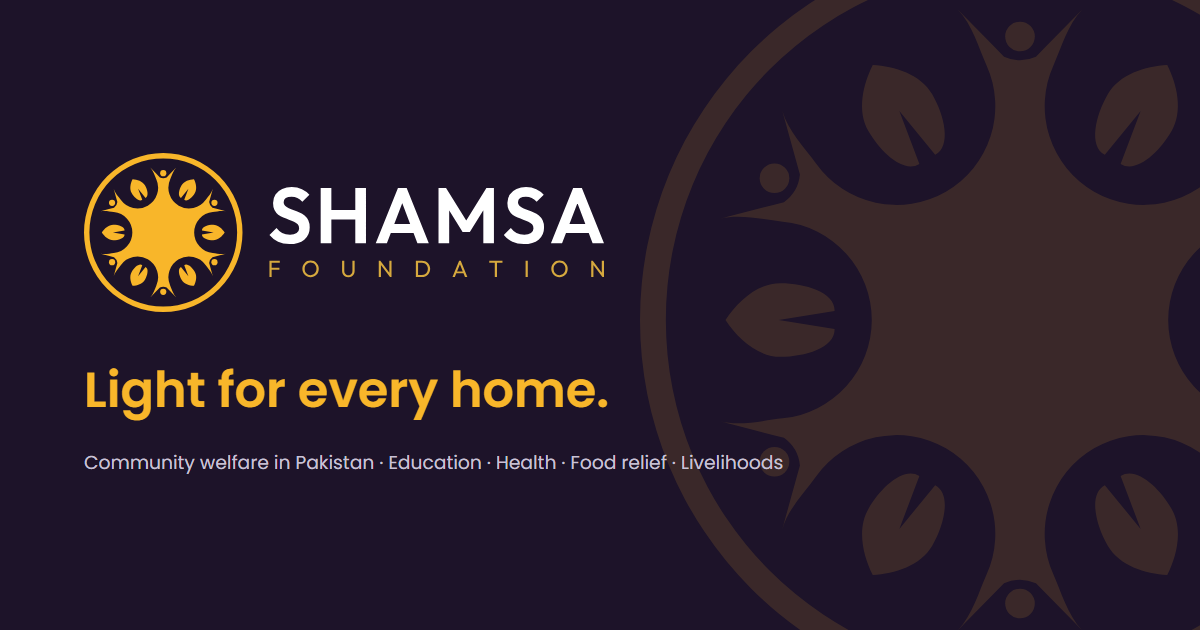 SHAMSA
FOUNDATION
Light for every home.
Community welfare in Pakistan · Education · Health · Food relief · Livelihoods